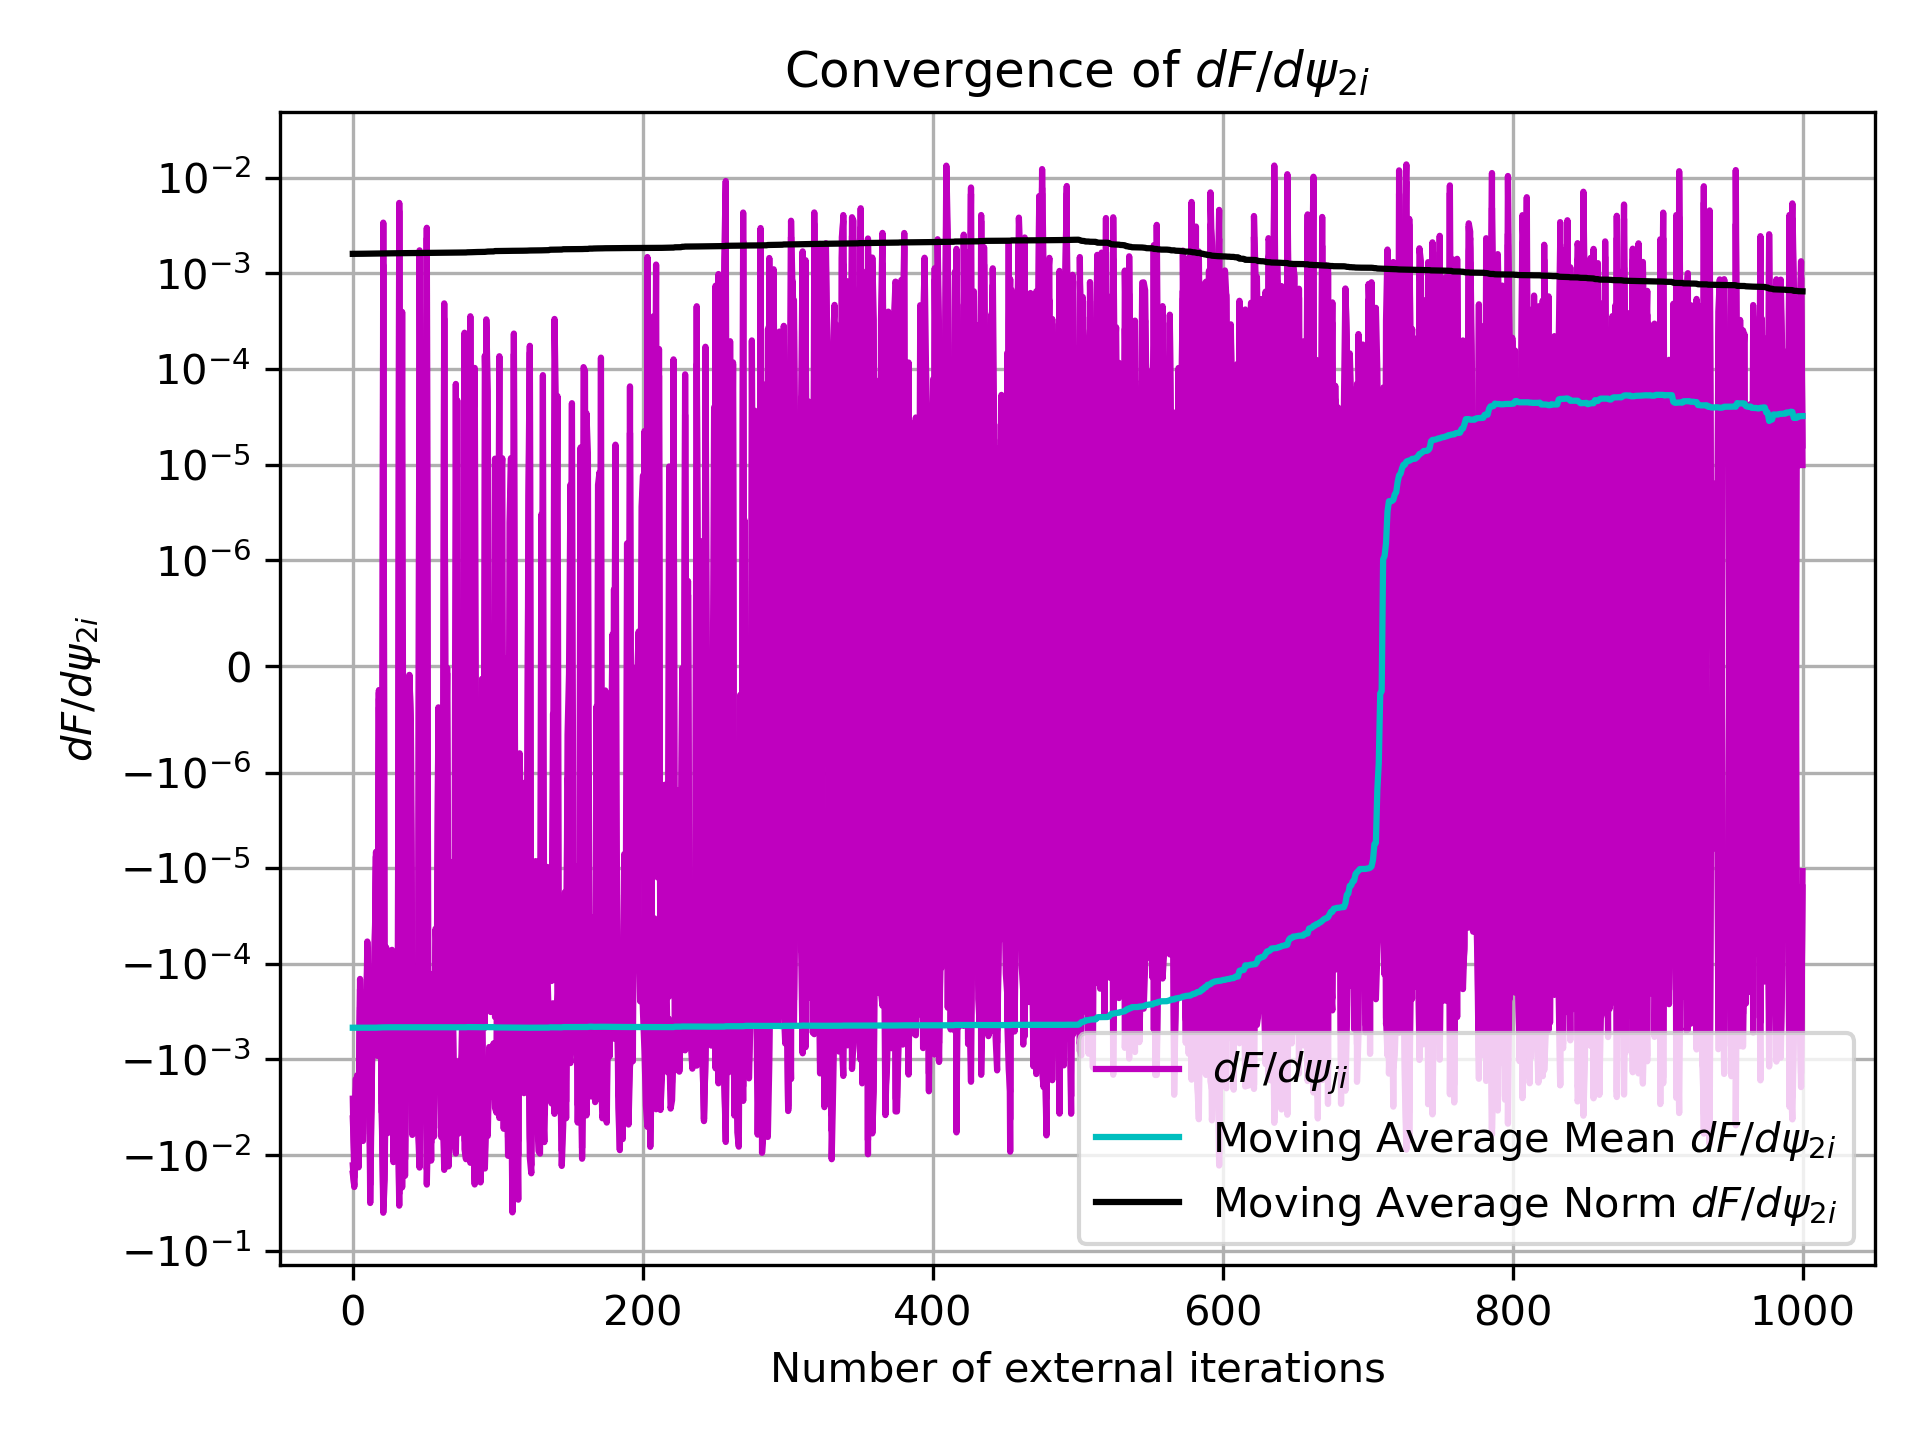 Convergence of dF/dψ₂ᵢ
10⁻²
10⁻³
10⁻⁴
10⁻⁵
10⁻⁶
0
−10⁻⁶
−10⁻⁵
−10⁻⁴
−10⁻³
−10⁻²
−10⁻¹
dF/dψ₂ᵢ
dF/dψⱼᵢ
Moving Average Mean dF/dψ₂ᵢ
Moving Average Norm dF/dψ₂ᵢ
0 200 400 600 800 1000
Number of external iterations